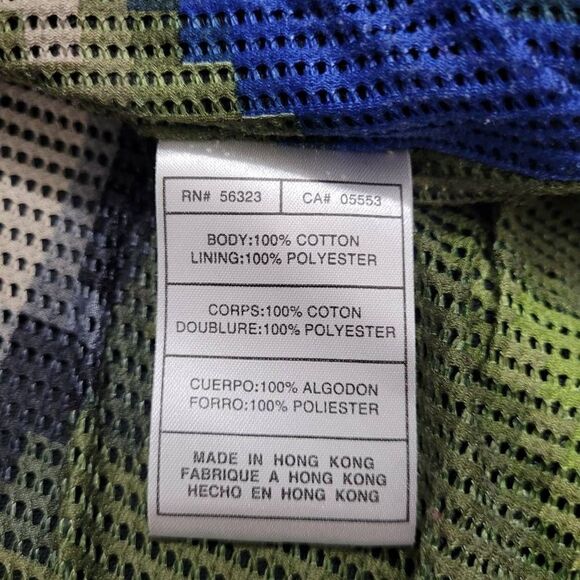 RN# 56323 CA# 05553
BODY:100% COTTON
LINING:100% POLYESTER
CORPS:100% COTON
DOUBLURE:100% POLYESTER
CUERPO:100% ALGODON
FORRO:100% POLIESTER
MADE IN HONG KONG
FABRIQUE A HONG KONG
HECHO EN HONG KONG